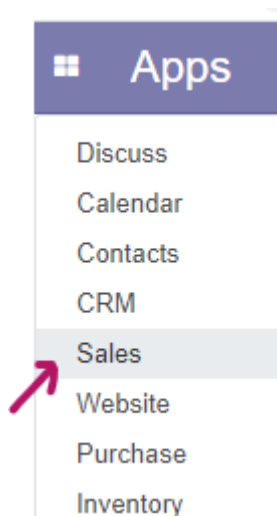 Apps
Discuss
Calendar
Contacts
CRM
Sales
Website
Purchase
Inventory